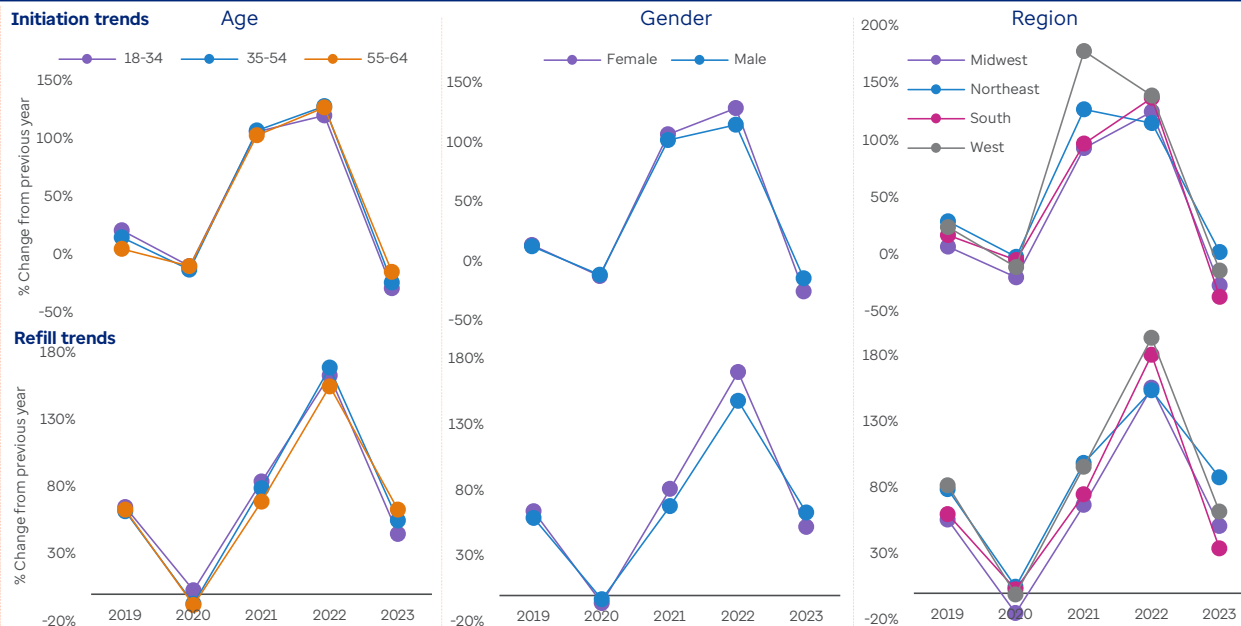 Initiation trends
Age
Gender
Region
18-34 35-54 55-64
Female Male
Midwest
Northeast
South
West
% Change from previous year
150%
100%
50%
0%
-50%
150%
100%
50%
0%
-50%
200%
150%
100%
50%
0%
-50%
Refill trends
% Change from previous year
180%
130%
80%
30%
-20%
2019 2020 2021 2022 2023
180%
130%
80%
30%
-20%
2019 2020 2021 2022 2023
180%
130%
80%
30%
-20%
2019 2020 2021 2022 2023